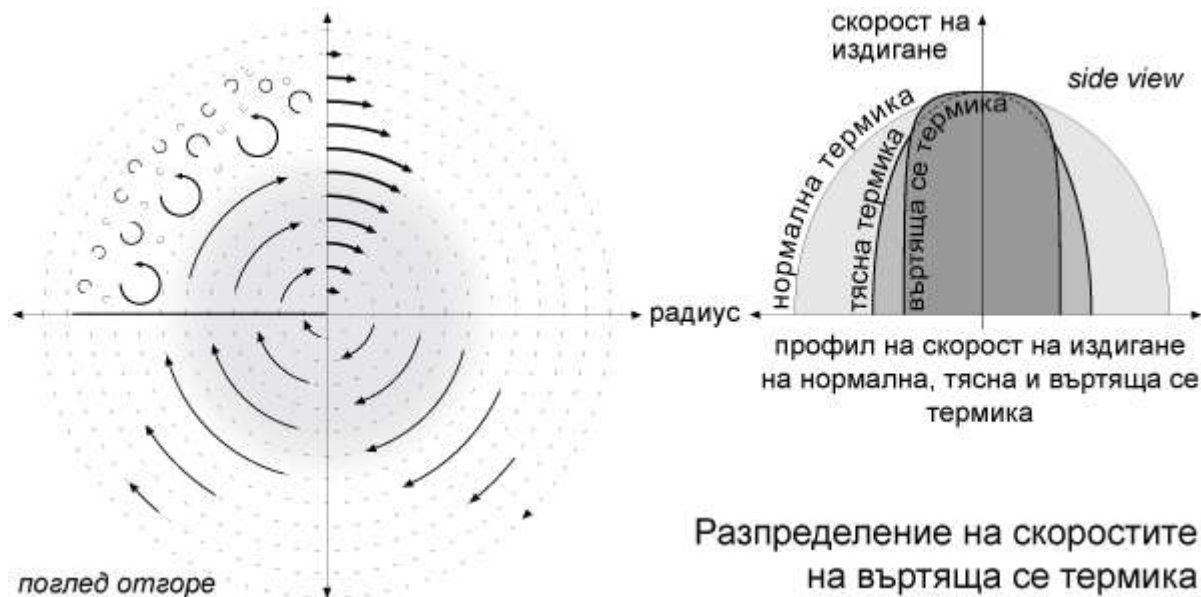 скорост на
издигане
side view
нормална термика
тясна термика
въртяща се термика
радиус
профил на скорост на издигане
на нормална, тясна и въртяща се
термика
Разпределение на скоростите
на въртяща се термика
поглед отгоре